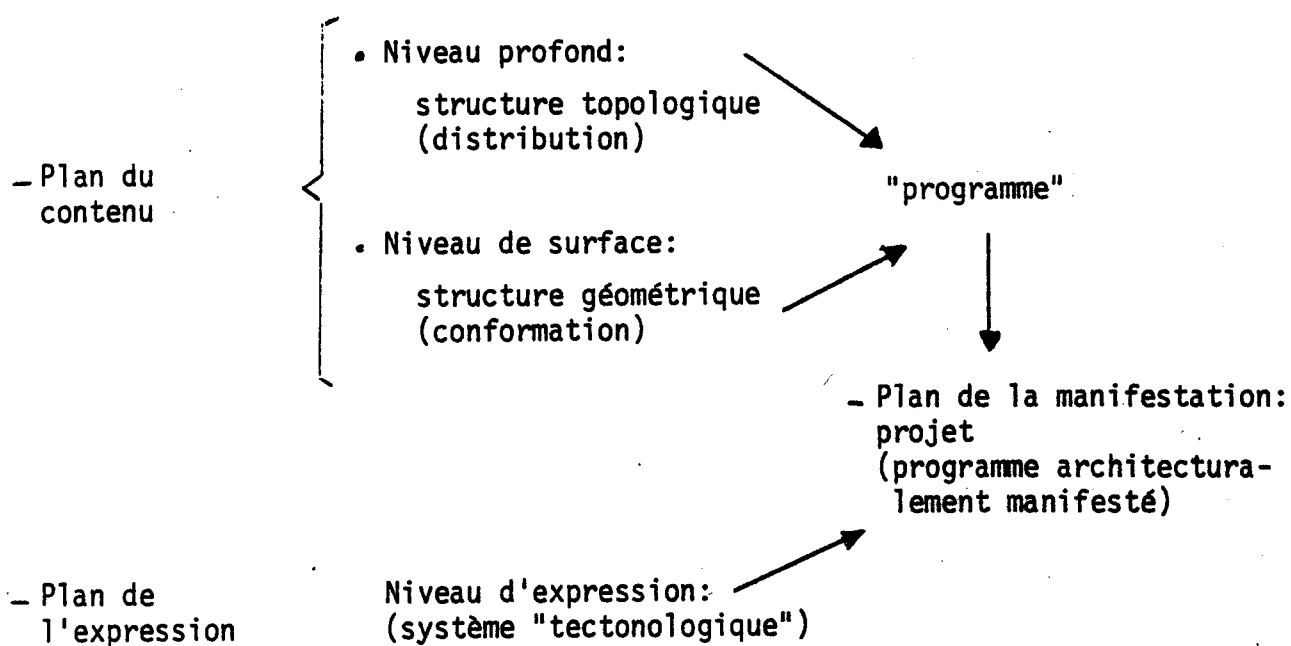 • Niveau profond:
structure topologique
(distribution)
– Plan du
contenu
"programme"
• Niveau de surface:
structure géométrique
(conformation)
– Plan de la manifestation:
projet
(programme architectura-
lement manifesté)
– Plan de
l'expression
Niveau d'expression:
(système "tectonologique")